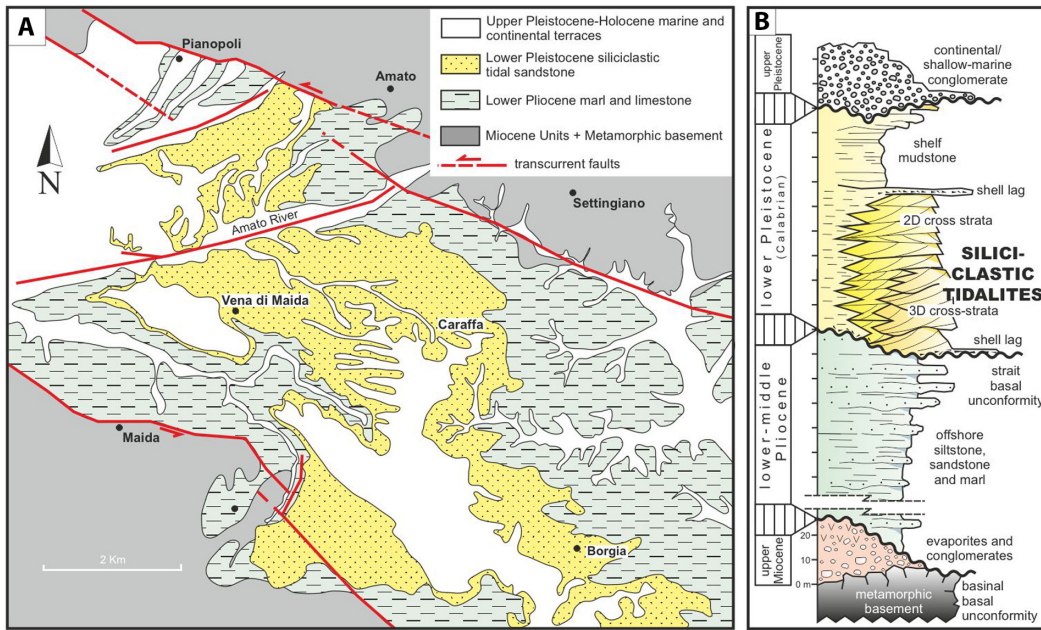 A
Pianopoli
Amato
N
Amato River
Settingiano
Vena di Maida
Caraffa
Maida
Borgia
2 Km
Upper Pleistocene-Holocene marine and
continental terraces
Lower Pleistocene siliciclastic
tidal sandstone
Lower Pliocene marl and limestone
Miocene Units + Metamorphic basement
transcurrent faults
B
upper
Pleistocene
lower Pleistocene
(Calabrian)
lower-middle
Pliocene
upper
Miocene
20
10
0 m
continental/
shallow-marine
conglomerate
shelf
mudstone
shell lag
2D cross strata
SILICI-
CLASTIC
TIDALITES
3D cross-strata
shell lag
strait
basal
unconformity
offshore
siltstone,
sandstone
and marl
evaporites and
conglomerates
metamorphic
basement
basinal
basal
unconformity